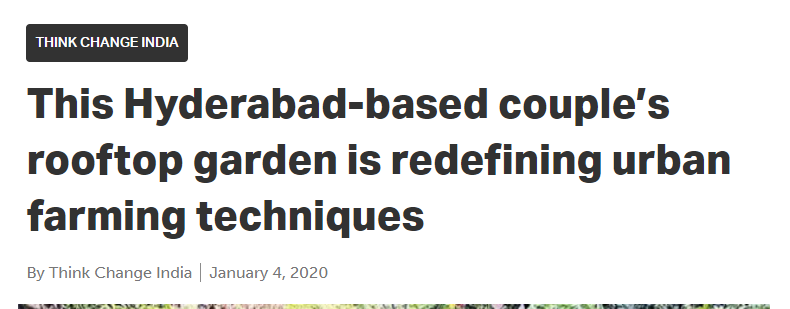 THINK CHANGE INDIA
This Hyderabad-based couple’s
rooftop garden is redefining urban
farming techniques
By Think Change India | January 4, 2020